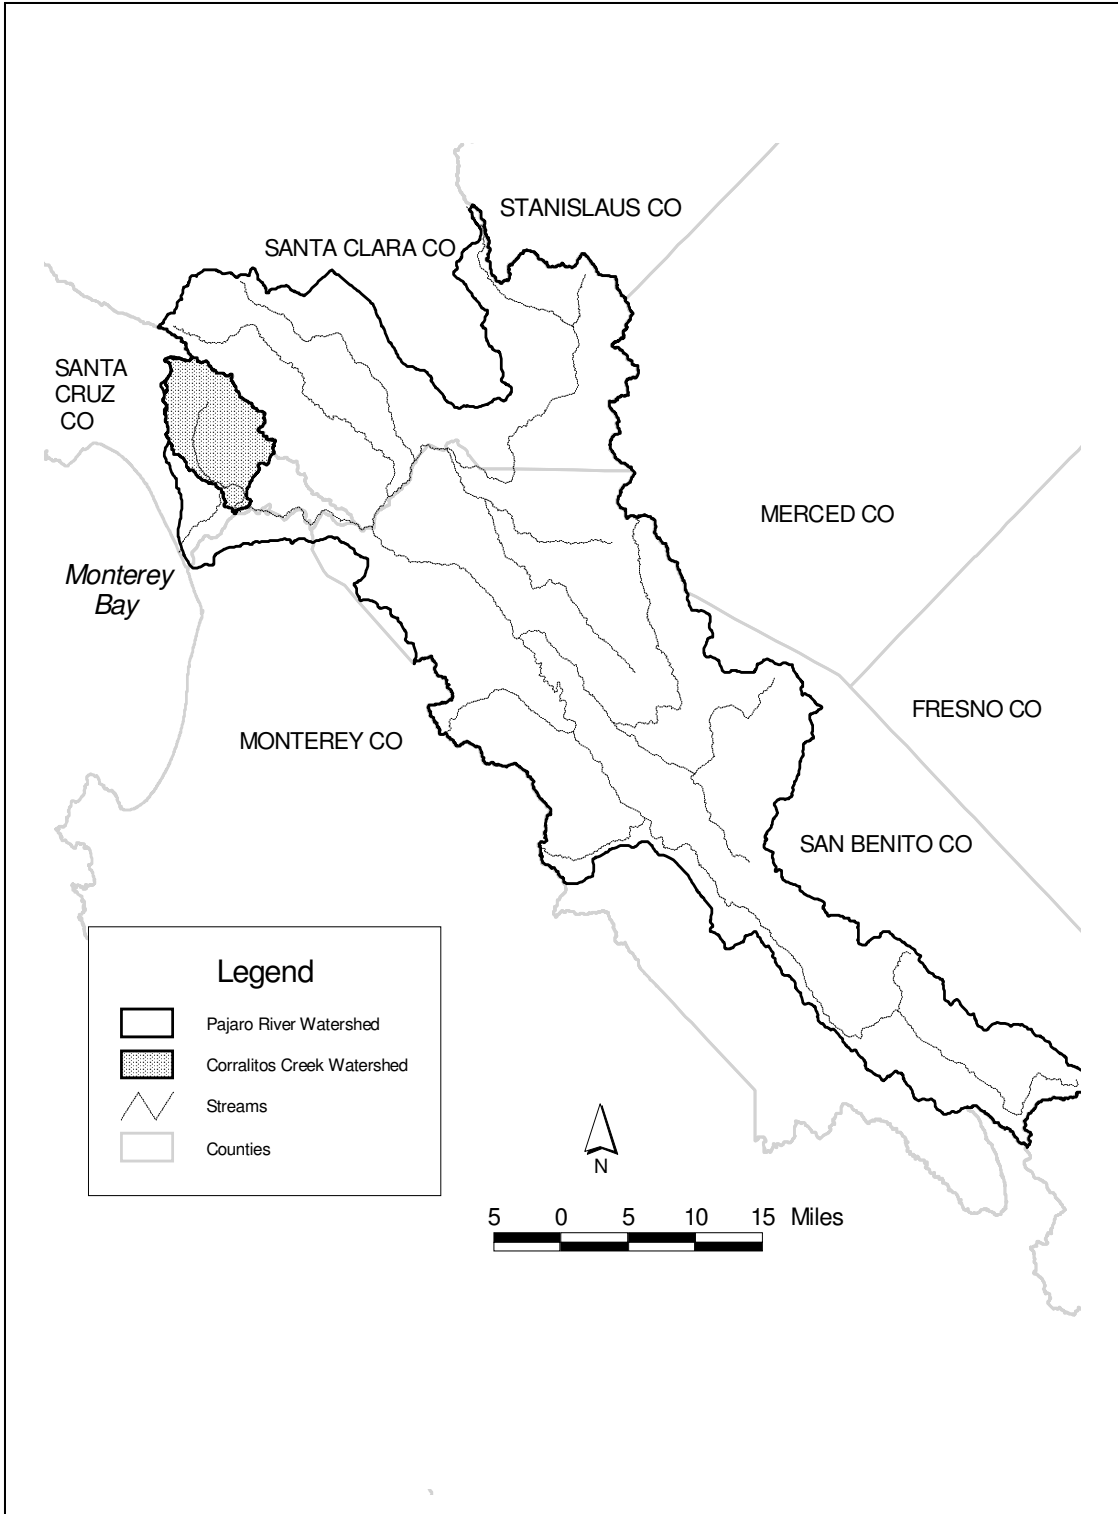 STANISLAUS CO
SANTA CLARA CO
SANTA
CRUZ
CO
MERCED CO
Monterey
Bay
FRESNO CO
MONTEREY CO
SAN BENITO CO
Legend
Pajaro River Watershed
Corralitos Creek Watershed
Streams
Counties
N
5 0 5 10 15 Miles